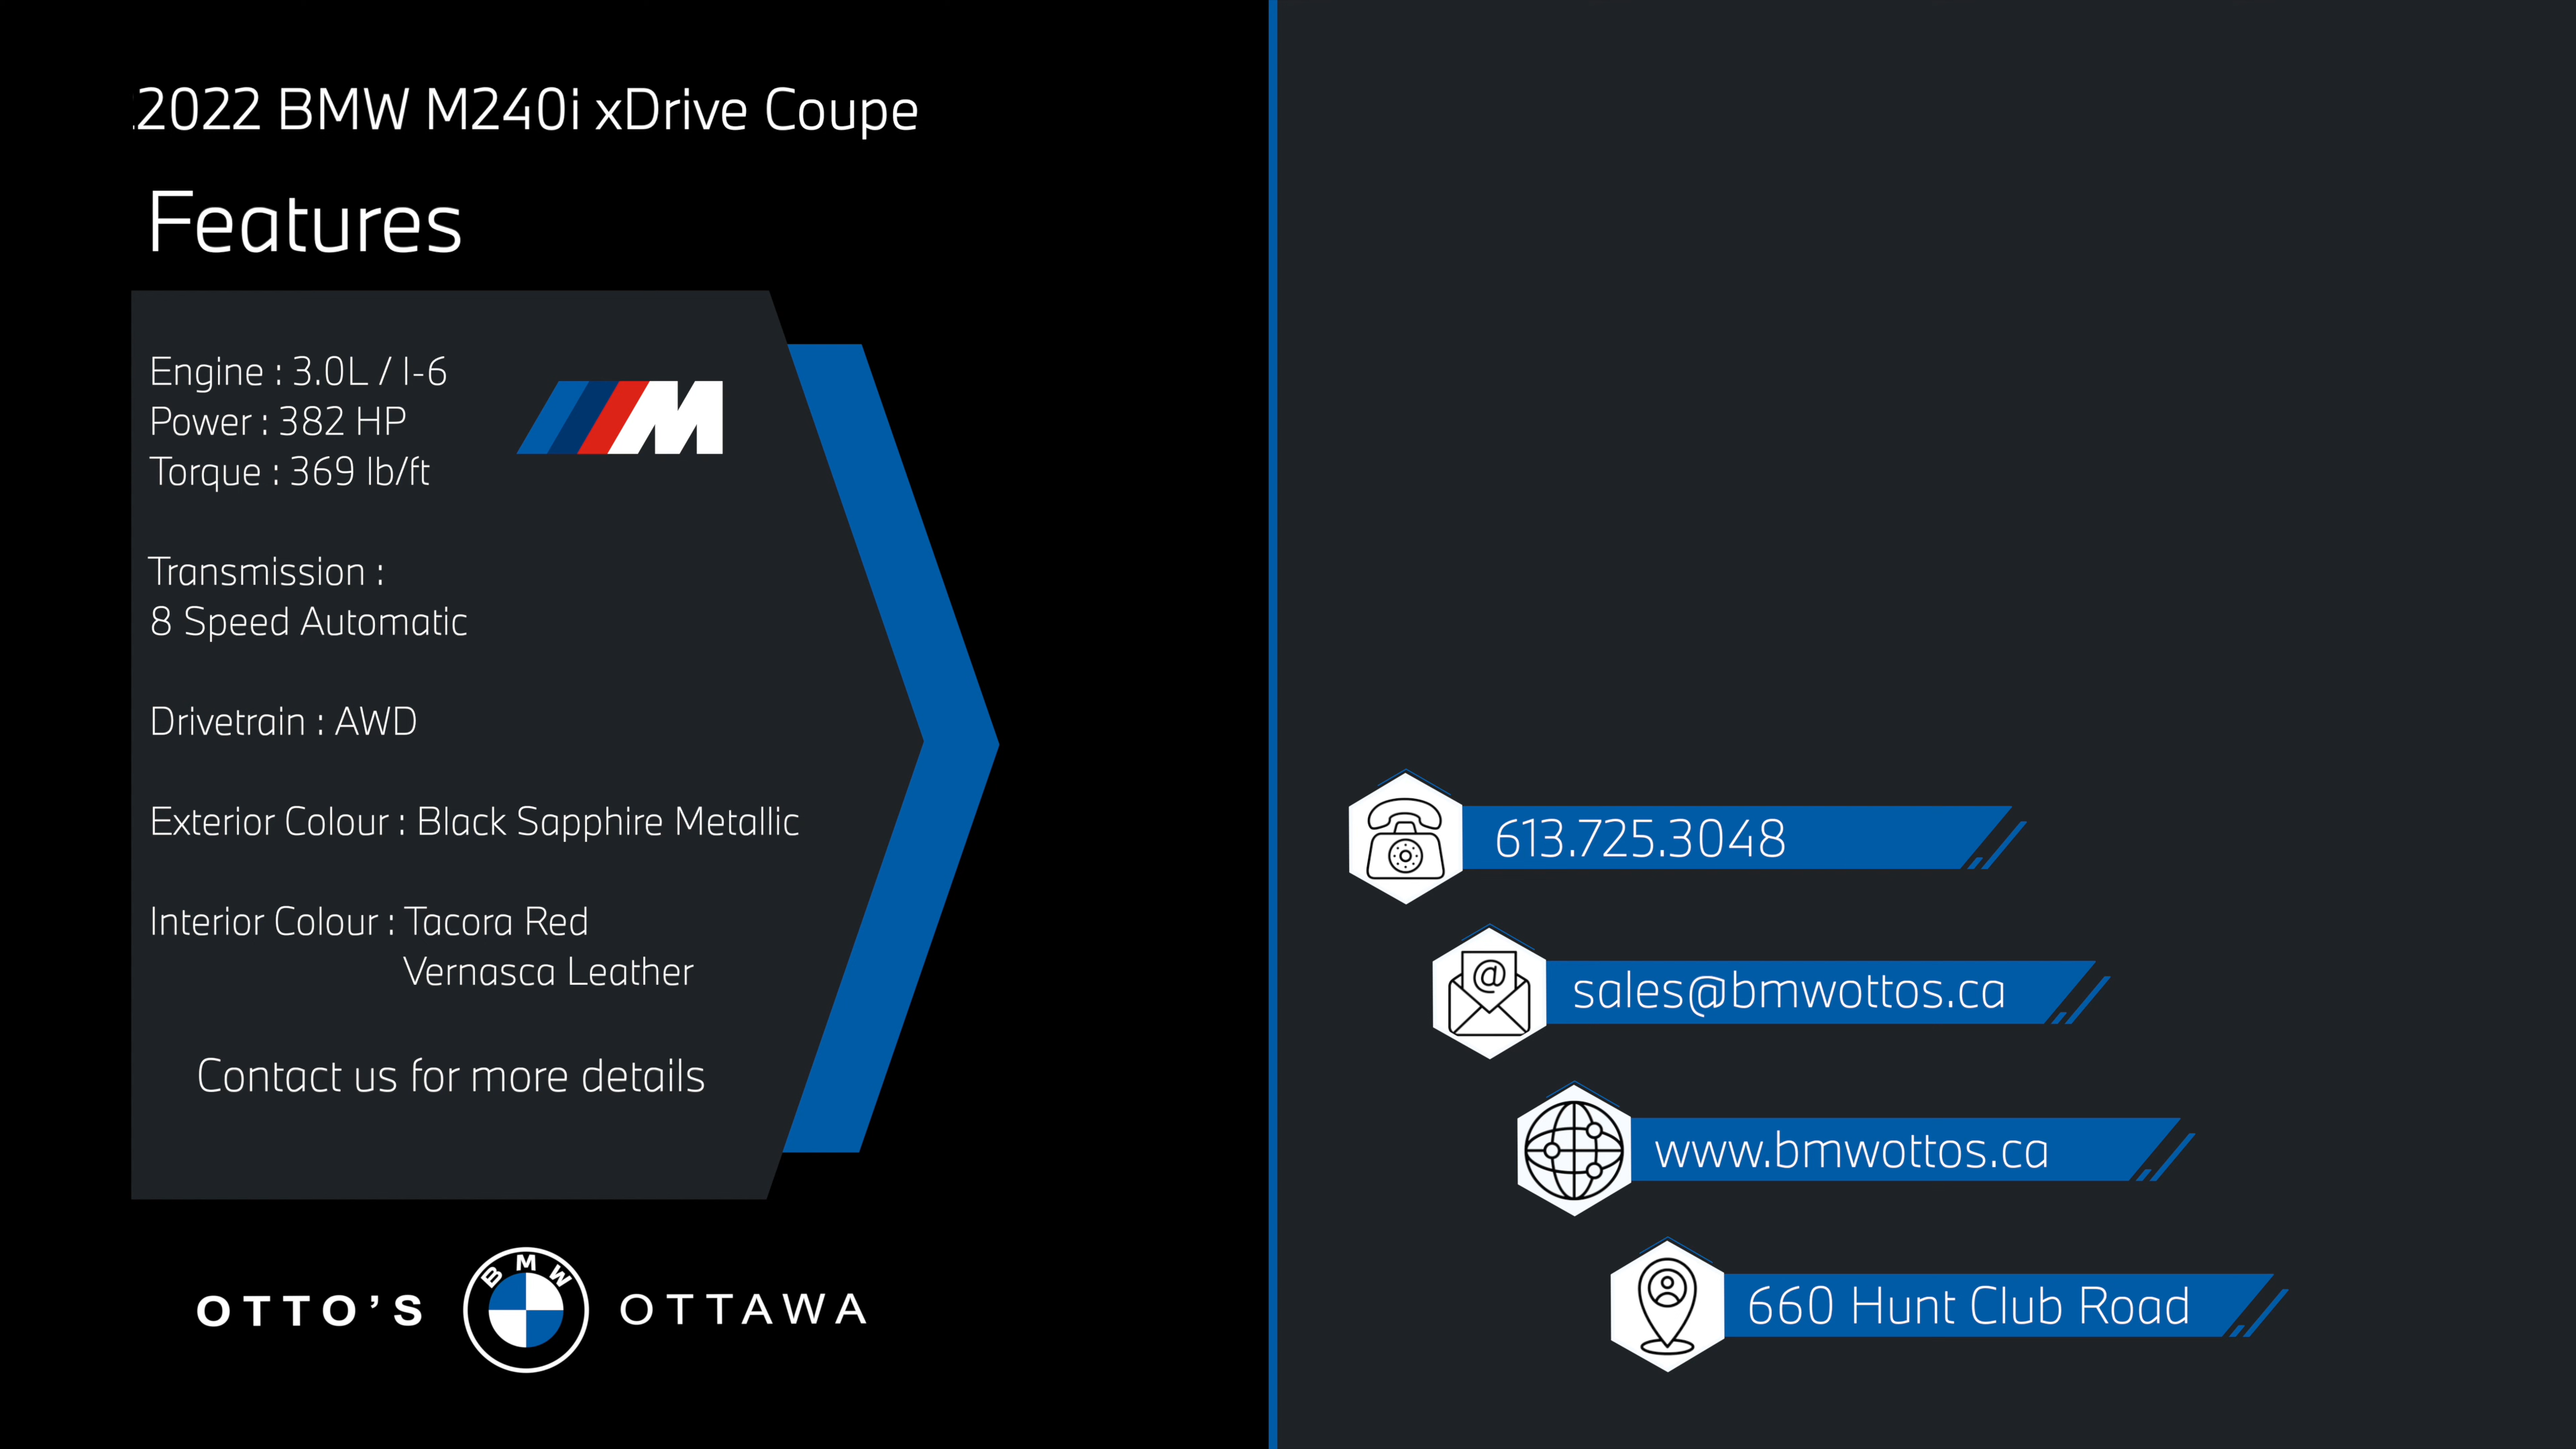 2022 BMW M240i xDrive Coupe
Features
Engine : 3.0L / I-6
Power : 382 HP
Torque : 369 lb/ft
M
Transmission :
8 Speed Automatic
Drivetrain : AWD
Exterior Colour : Black Sapphire Metallic
Interior Colour : Tacora Red
Vernasca Leather
Contact us for more details
OTTO'S BMW OTTAWA
613.725.3048
@
sales@bmwottos.ca
www.bmwottos.ca
660 Hunt Club Road